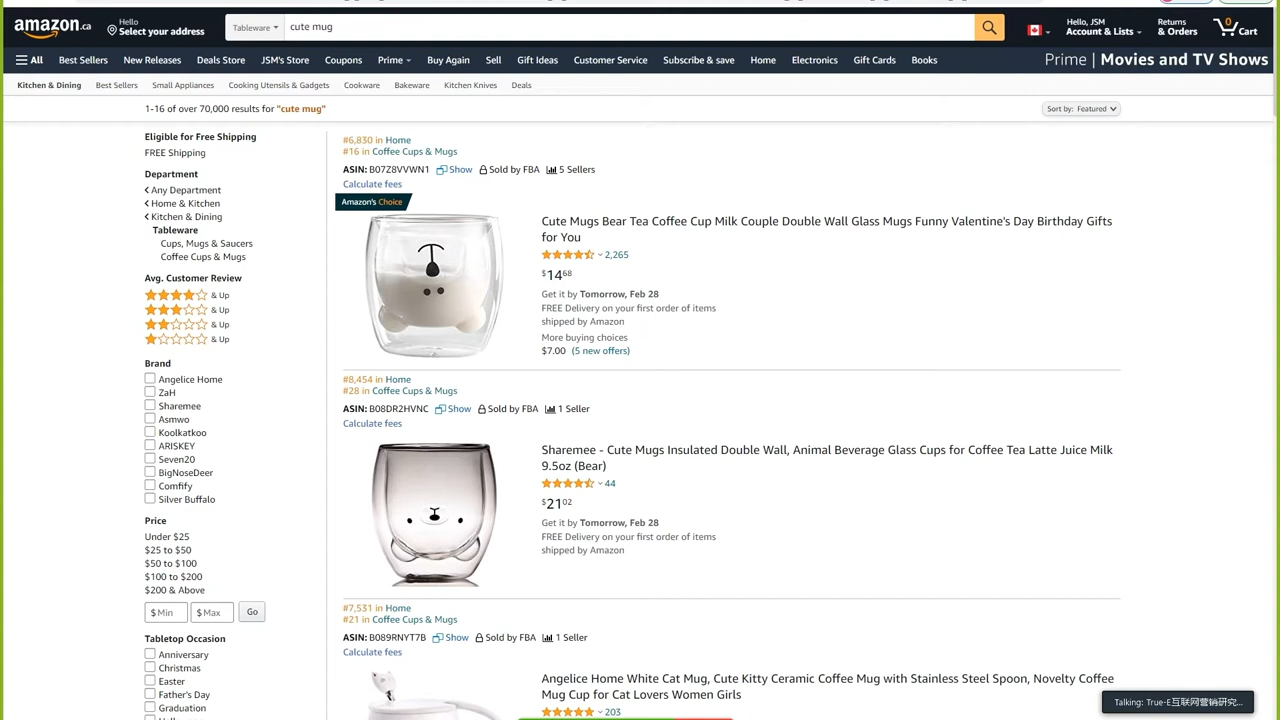 amazon.ca
Hello
Select your address
Tableware
cute mug
Hello, JSM
Account & Lists
Returns
& Orders
0
Cart
All
Best Sellers
New Releases
Deals Store
JSM's Store
Coupons
Prime
Buy Again
Sell
Gift Ideas
Customer Service
Subscribe & save
Home
Electronics
Gift Cards
Books
Prime | Movies and TV Shows
Kitchen & Dining
Best Sellers
Small Appliances
Cooking Utensils & Gadgets
Cookware
Bakeware
Kitchen Knives
Deals
1-16 of over 70,000 results for "cute mug"
Sort by: Featured
Eligible for Free Shipping
FREE Shipping
Department
Any Department
Home & Kitchen
Kitchen & Dining
Tableware
Cups, Mugs & Saucers
Coffee Cups & Mugs
Avg. Customer Review
& Up
& Up
& Up
& Up
Brand
Angelice Home
ZaH
Sharemee
Asmwo
Koolkatkoo
ARISKEY
Seven20
BigNoseDeer
Comfify
Silver Buffalo
Price
Under $25
$25 to $50
$50 to $100
$100 to $200
$200 & Above
$ Min
$ Max
Go
Tabletop Occasion
Anniversary
Christmas
Easter
Father's Day
Graduation
#6,830 in Home
#16 in Coffee Cups & Mugs
ASIN: B07Z8VVWN1 Show Sold by FBA 5 Sellers
Calculate fees
Amazon's Choice
Cute Mugs Bear Tea Coffee Cup Milk Couple Double Wall Glass Mugs Funny Valentine's Day Birthday Gifts
for You
2,265
$14 68
Get it by Tomorrow, Feb 28
FREE Delivery on your first order of items
shipped by Amazon
More buying choices
$7.00 (5 new offers)
#8,454 in Home
#28 in Coffee Cups & Mugs
ASIN: B08DR2HVNC Show Sold by FBA 1 Seller
Calculate fees
Sharemee - Cute Mugs Insulated Double Wall, Animal Beverage Glass Cups for Coffee Tea Latte Juice Milk
9.5oz (Bear)
44
$21 02
Get it by Tomorrow, Feb 28
FREE Delivery on your first order of items
shipped by Amazon
#7,531 in Home
#21 in Coffee Cups & Mugs
ASIN: B089RNYT7B Show Sold by FBA 1 Seller
Calculate fees
Angelice Home White Cat Mug, Cute Kitty Ceramic Coffee Mug with Stainless Steel Spoon, Novelty Coffee
Mug Cup for Cat Lovers Women Girls
203
Talking: True-E互联网营销研究...